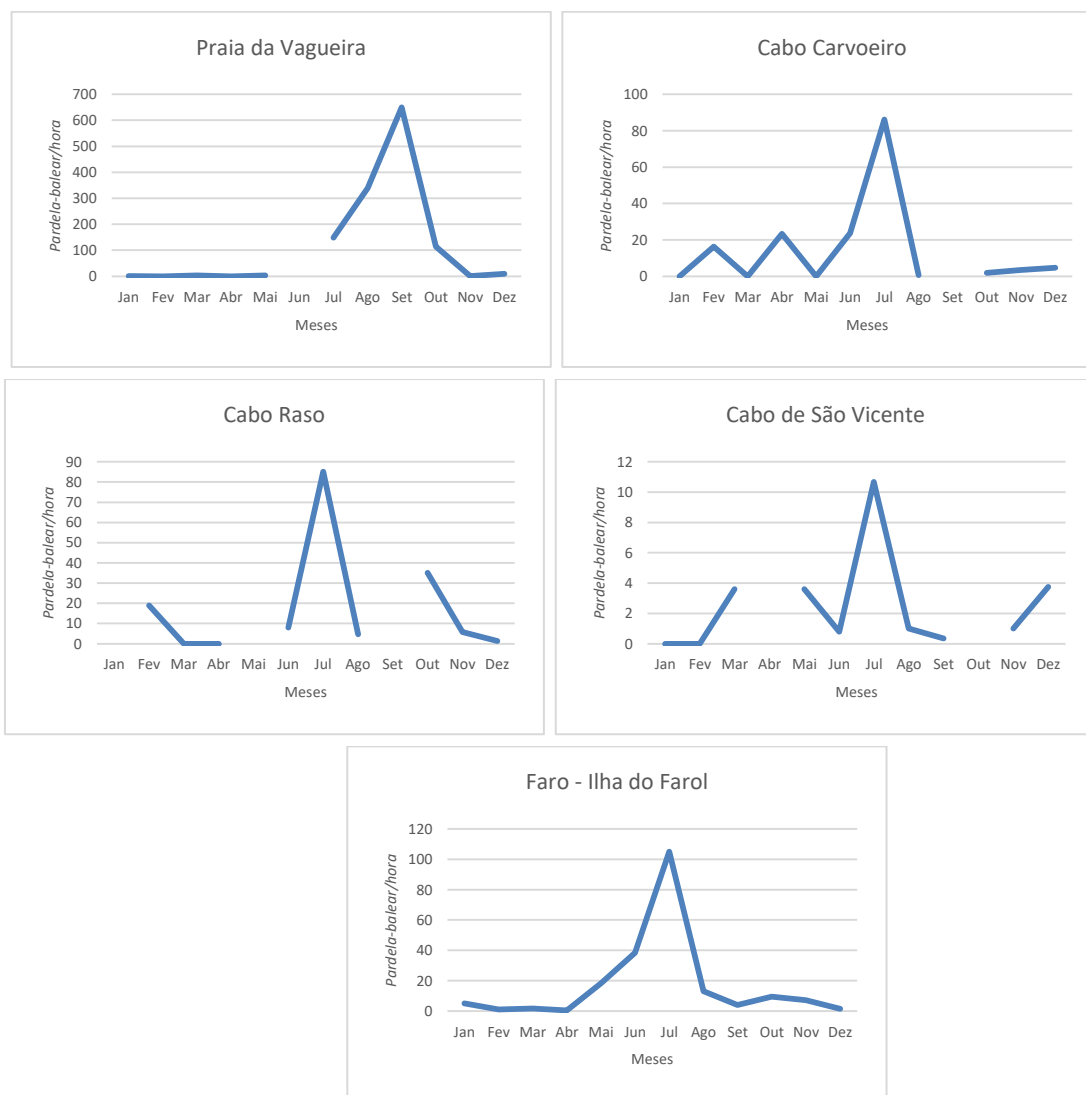 Praia da Vagueira
Pardela-balear/hora
700
600
500
400
300
200
100
0
Jan Fev Mar Abr Mai Jun Jul Ago Set Out Nov Dez
Meses
Cabo Carvoeiro
Pardela-balear/hora
100
80
60
40
20
0
Jan Fev Mar Abr Mai Jun Jul Ago Set Out Nov Dez
Meses
Cabo Raso
Pardela-balear/hora
90
80
70
60
50
40
30
20
10
0
Jan Fev Mar Abr Mai Jun Jul Ago Set Out Nov Dez
Meses
Cabo de São Vicente
Pardela-balear/hora
12
10
8
6
4
2
0
Jan Fev Mar Abr Mai Jun Jul Ago Set Out Nov Dez
Meses
Faro - Ilha do Farol
Pardela-balear/hora
120
100
80
60
40
20
0
Jan Fev Mar Abr Mai Jun Jul Ago Set Out Nov Dez
Meses